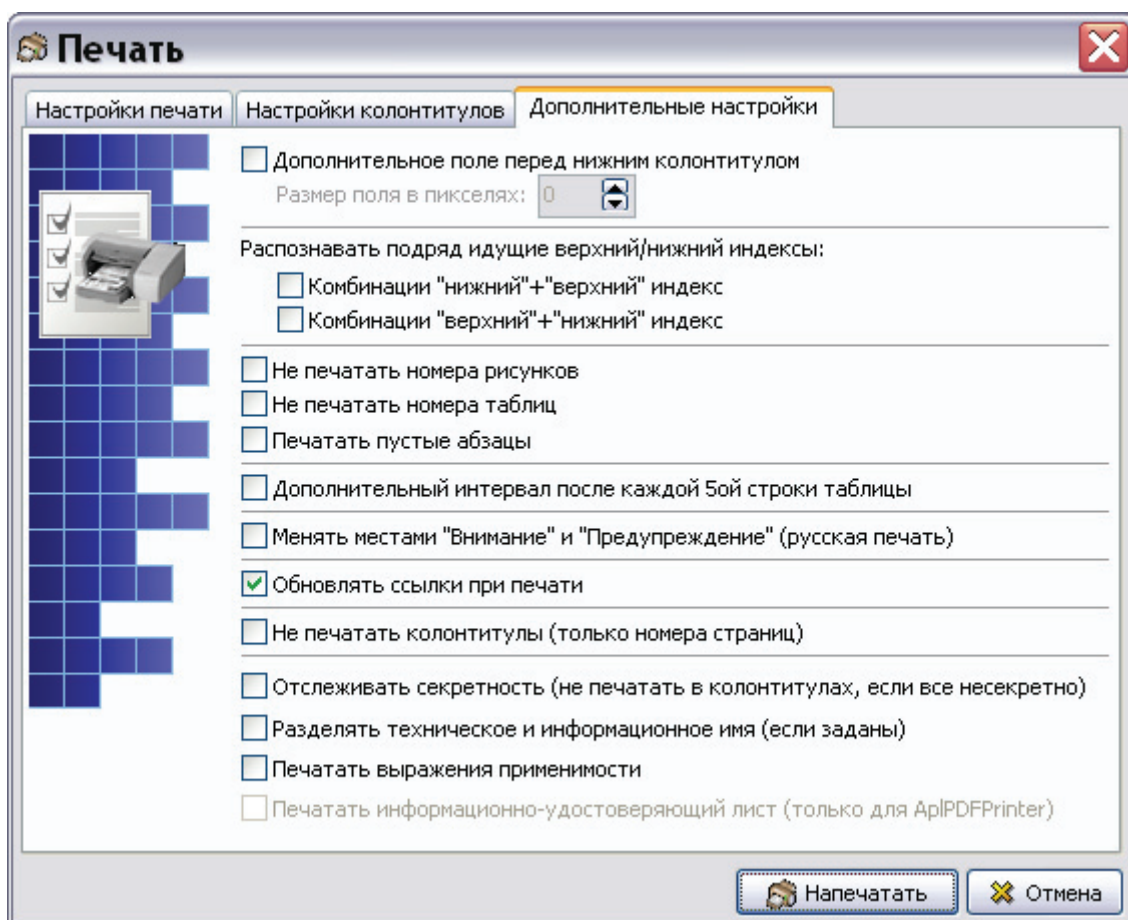 Печать
Настройки печати
Настройки колонтитулов
Дополнительные настройки
Дополнительное поле перед нижним колонтитулом
Размер поля в пикселях: 0
Распознавать подряд идущие верхний/нижний индексы:
Комбинации "нижний"+"верхний" индекс
Комбинации "верхний"+"нижний" индекс
Не печатать номера рисунков
Не печатать номера таблиц
Печатать пустые абзацы
Дополнительный интервал после каждой 5ой строки таблицы
Менять местами "Внимание" и "Предупреждение" (русская печать)
Обновлять ссылки при печати
Не печатать колонтитулы (только номера страниц)
Отслеживать секретность (не печатать в колонтитулах, если все несекретно)
Разделять техническое и информационное имя (если заданы)
Печатать выражения применимости
Печатать информационно-удостоверяющий лист (только для AplPDFPrinter)
Напечатать
Отмена